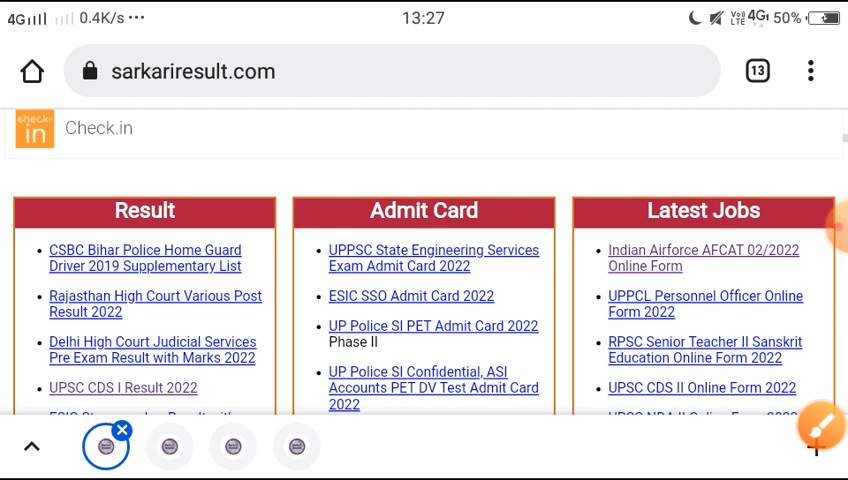 4G 0.4K/s ••• 13:27 VoLTE 4G 50%
sarkariresult.com 13
check-in Check.in
Result
CSBC Bihar Police Home Guard
Driver 2019 Supplementary List
Rajasthan High Court Various Post
Result 2022
Delhi High Court Judicial Services
Pre Exam Result with Marks 2022
UPSC CDS I Result 2022
Admit Card
UPPSC State Engineering Services
Exam Admit Card 2022
ESIC SSO Admit Card 2022
UP Police SI PET Admit Card 2022
Phase II
UP Police SI Confidential, ASI
Accounts PET DV Test Admit Card
2022
Latest Jobs
Indian Airforce AFCAT 02/2022
Online Form
UPPCL Personnel Officer Online
Form 2022
RPSC Senior Teacher II Sanskrit
Education Online Form 2022
UPSC CDS II Online Form 2022